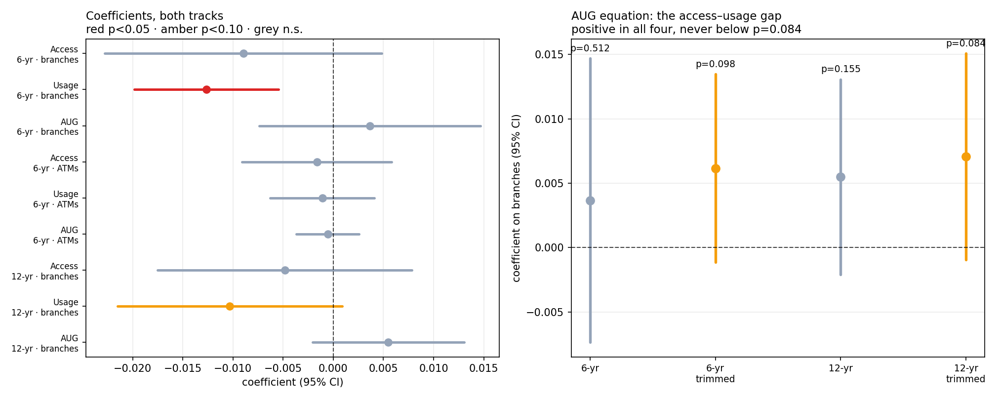 Coefficients, both tracks
red p<0.05 · amber p<0.10 · grey n.s.
Access
6-yr · branches
Usage
6-yr · branches
AUG
6-yr · branches
Access
6-yr · ATMs
Usage
6-yr · ATMs
AUG
6-yr · ATMs
Access
12-yr · branches
Usage
12-yr · branches
AUG
12-yr · branches
−0.020 −0.015 −0.010 −0.005 0.000 0.005 0.010 0.015
coefficient (95% CI)
AUG equation: the access–usage gap
positive in all four, never below p=0.084
coefficient on branches (95% CI)
0.015
0.010
0.005
0.000
−0.005
p=0.512
p=0.098
p=0.155
p=0.084
6-yr
6-yr
trimmed
12-yr
12-yr
trimmed